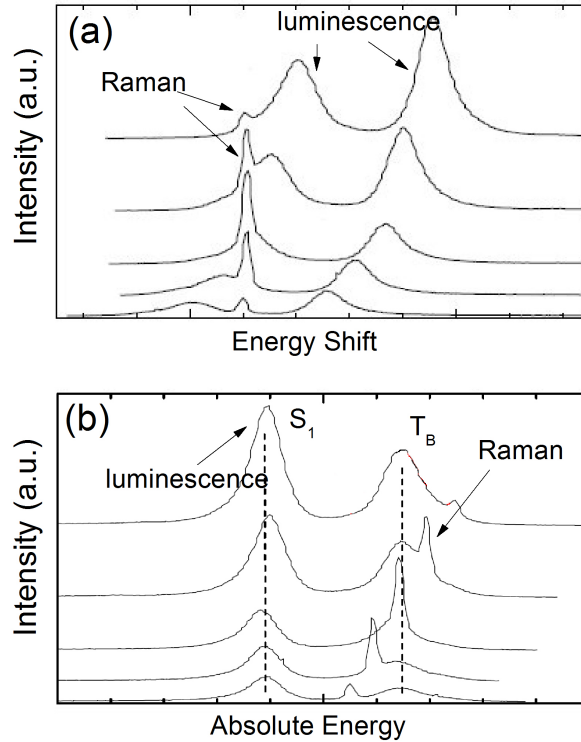 (a)
luminescence
Raman
Intensity (a.u.)
Energy Shift
(b)
S1
TB
Raman
luminescence
Intensity (a.u.)
Absolute Energy